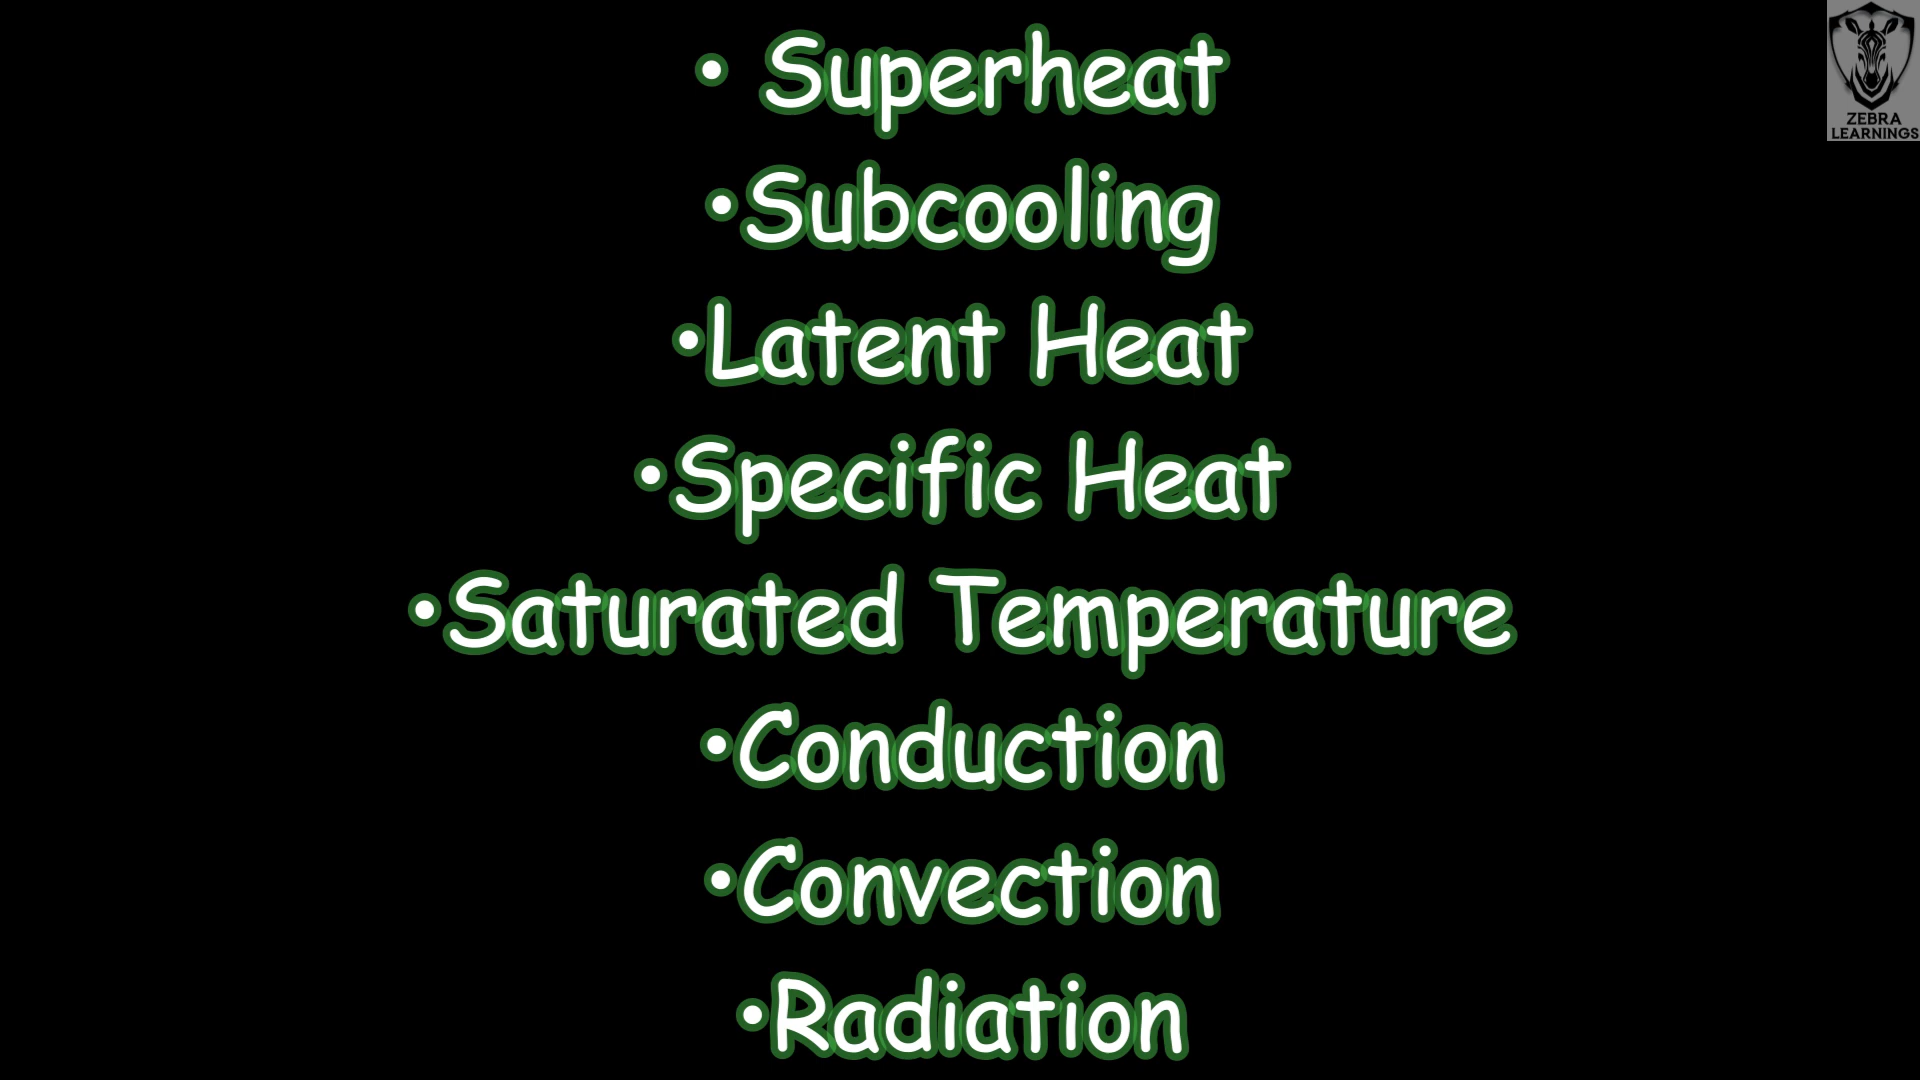 • Superheat
•Subcooling
•Latent Heat
•Specific Heat
•Saturated Temperature
•Conduction
•Convection
•Radiation
ZEBRA
LEARNINGS